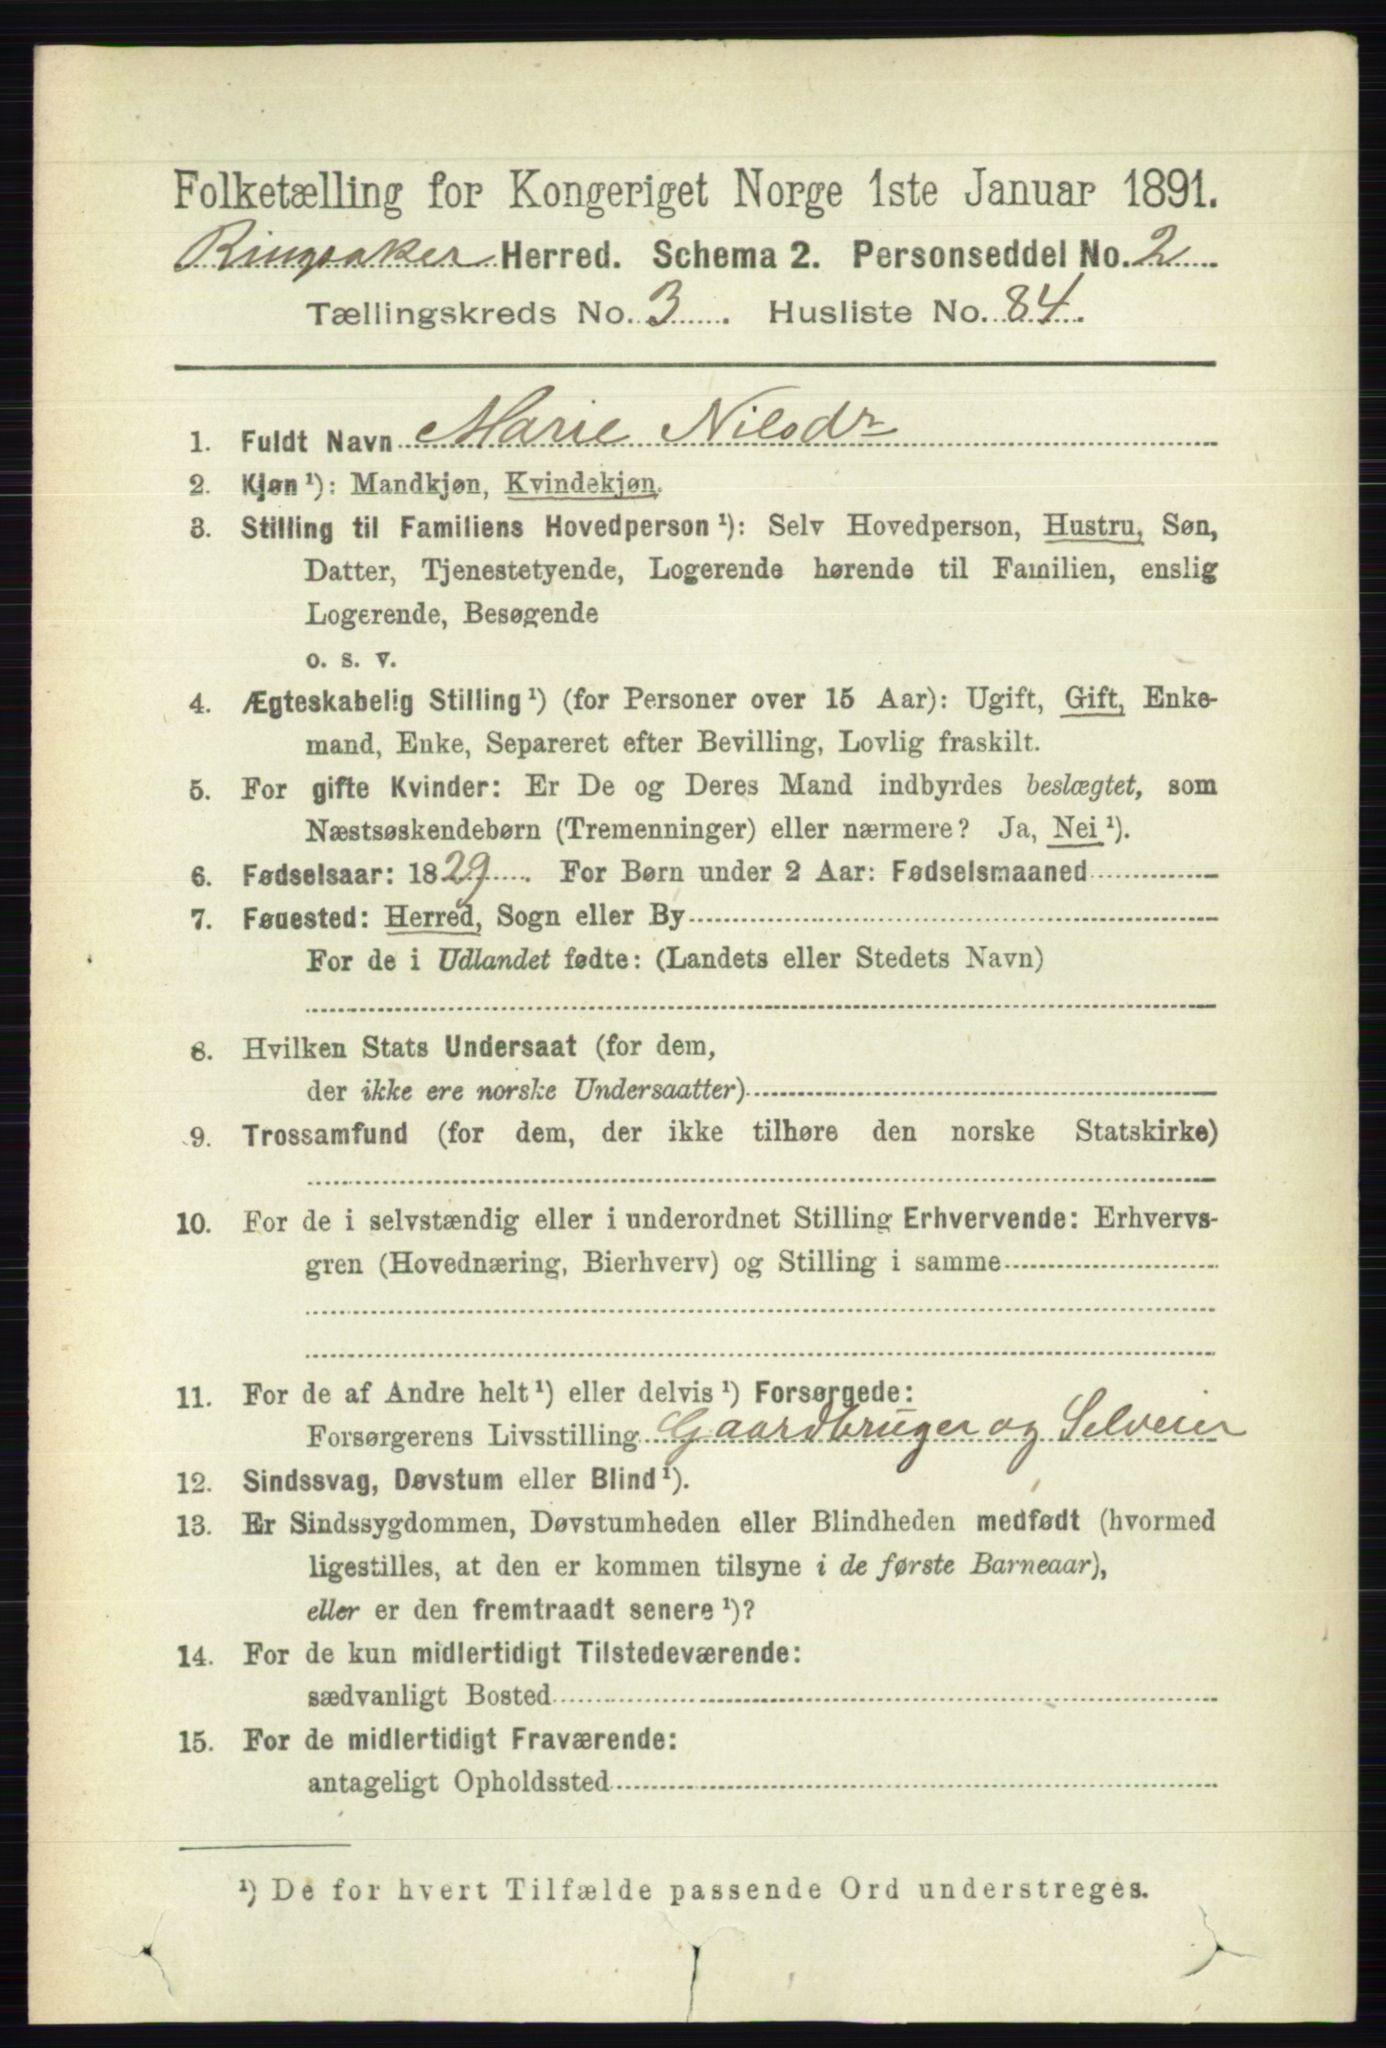 Folketælling for Kongeriget Norge 1ste Januar 1891.
Ringsaker Herred. Schema 2. Personseddel No. 2
Tællingskreds No. 3. Husliste No. 84.
1. Fuldt Navn Marie Nilsdr
2. Kjøn ¹): Mandkjøn, Kvindekjøn.
3. Stilling til Familiens Hovedperson ¹): Selv Hovedperson, Hustru, Søn,
Datter, Tjenestetyende, Logerende hørende til Familien, enslig
Logerende, Besøgende
o. s. v.
4. Ægteskabelig Stilling ¹) (for Personer over 15 Aar): Ugift, Gift, Enke-
mand, Enke, Separeret efter Bevilling, Lovlig fraskilt.
5. For gifte Kvinder: Er De og Deres Mand indbyrdes beslægtet, som
Næstsøskendebørn (Tremenninger) eller nærmere? Ja, Nei ¹).
6. Fødselsaar: 1829. For Børn under 2 Aar: Fødselsmaaned
7. Fødested: Herred, Sogn eller By
For de i Udlandet fødte: (Landets eller Stedets Navn)
8. Hvilken Stats Undersaat (for dem,
der ikke ere norske Undersaatter)
9. Trossamfund (for dem, der ikke tilhøre den norske Statskirke)
10. For de i selvstændig eller i underordnet Stilling Erhvervende: Erhvervs-
gren (Hovednæring, Bierhverv) og Stilling i samme
11. For de af Andre helt ¹) eller delvis ¹) Forsørgede:
Forsørgerens Livsstilling Gaardbruger og Selveier
12. Sindssvag, Døvstum eller Blind ¹).
13. Er Sindssygdommen, Døvstumheden eller Blindheden medfødt (hvormed
ligestilles, at den er kommen tilsyne i de første Barneaar),
eller er den fremtraadt senere ¹)?
14. For de kun midlertidigt Tilstedeværende:
sædvanligt Bosted
15. For de midlertidigt Fraværende:
antageligt Opholdssted
¹) De for hvert Tilfælde passende Ord understreges.